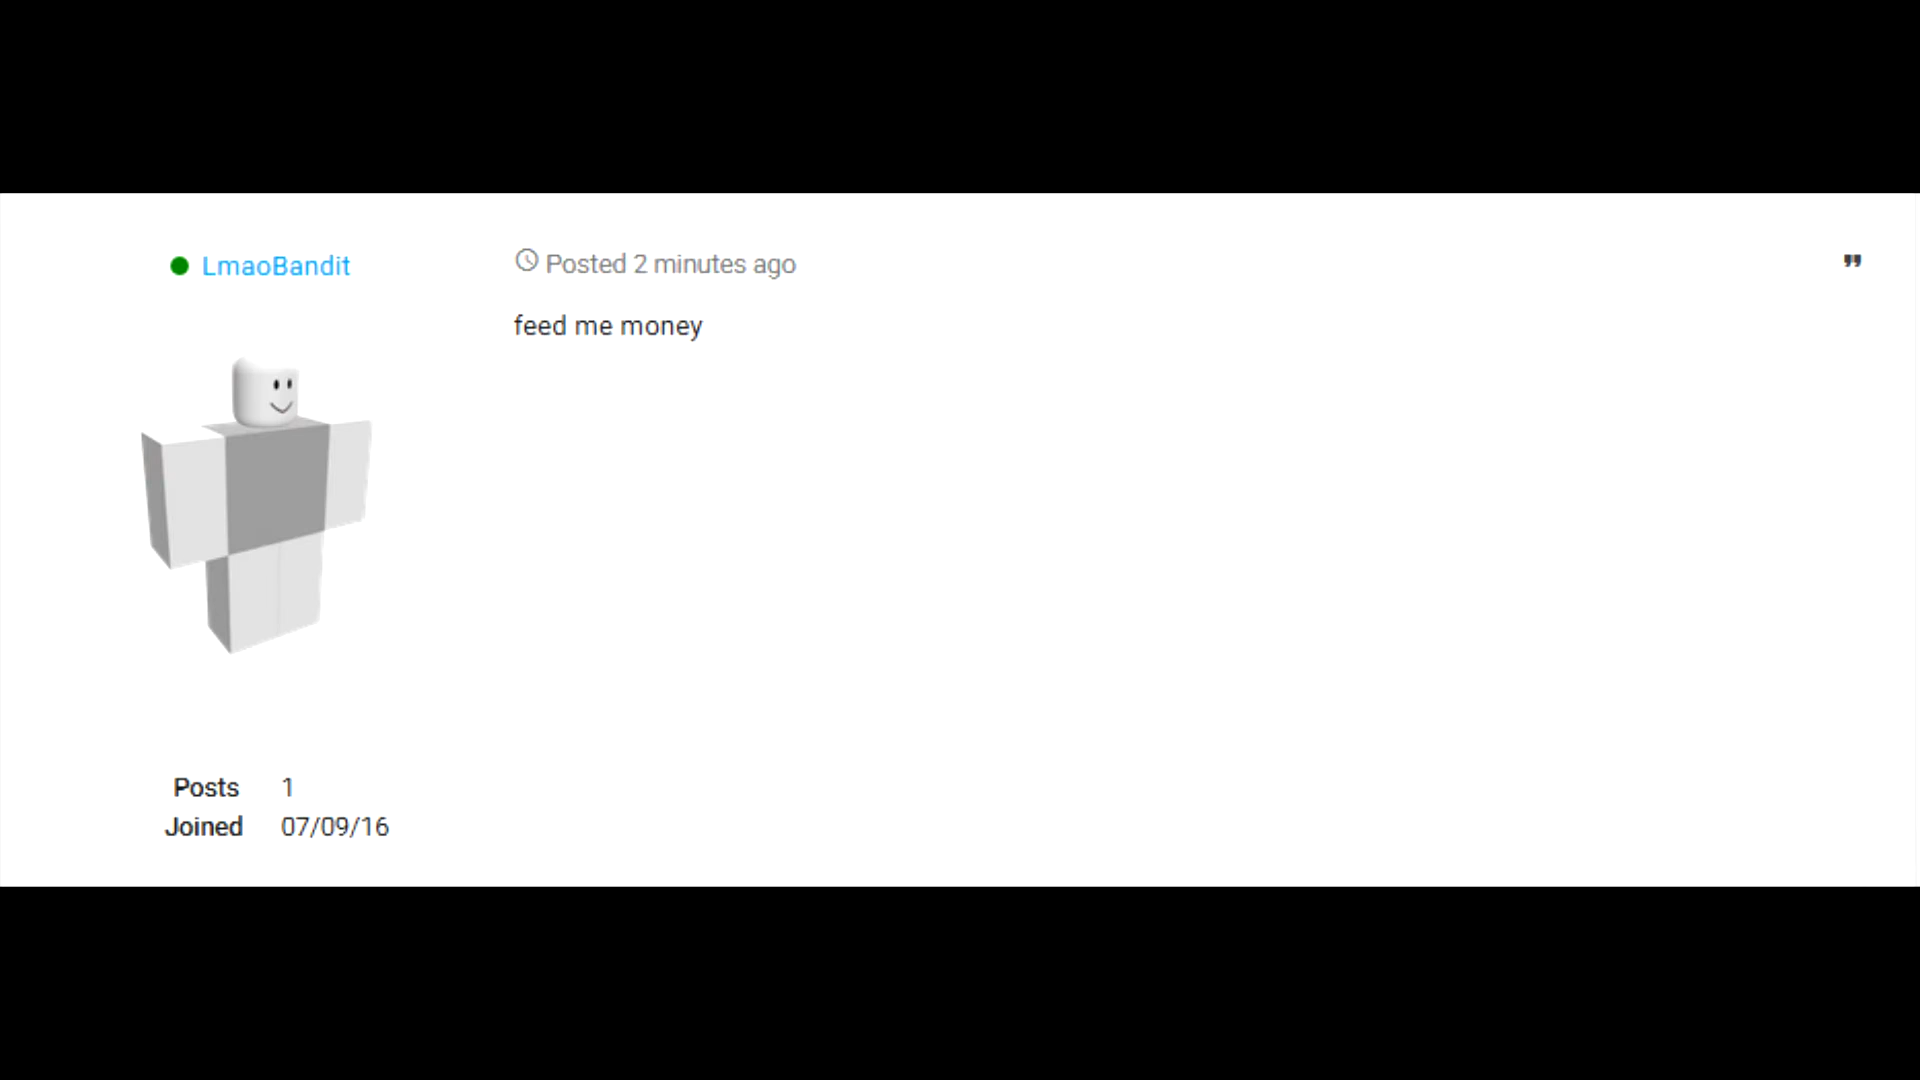 LmaoBandit
Posted 2 minutes ago
feed me money
Posts 1
Joined 07/09/16